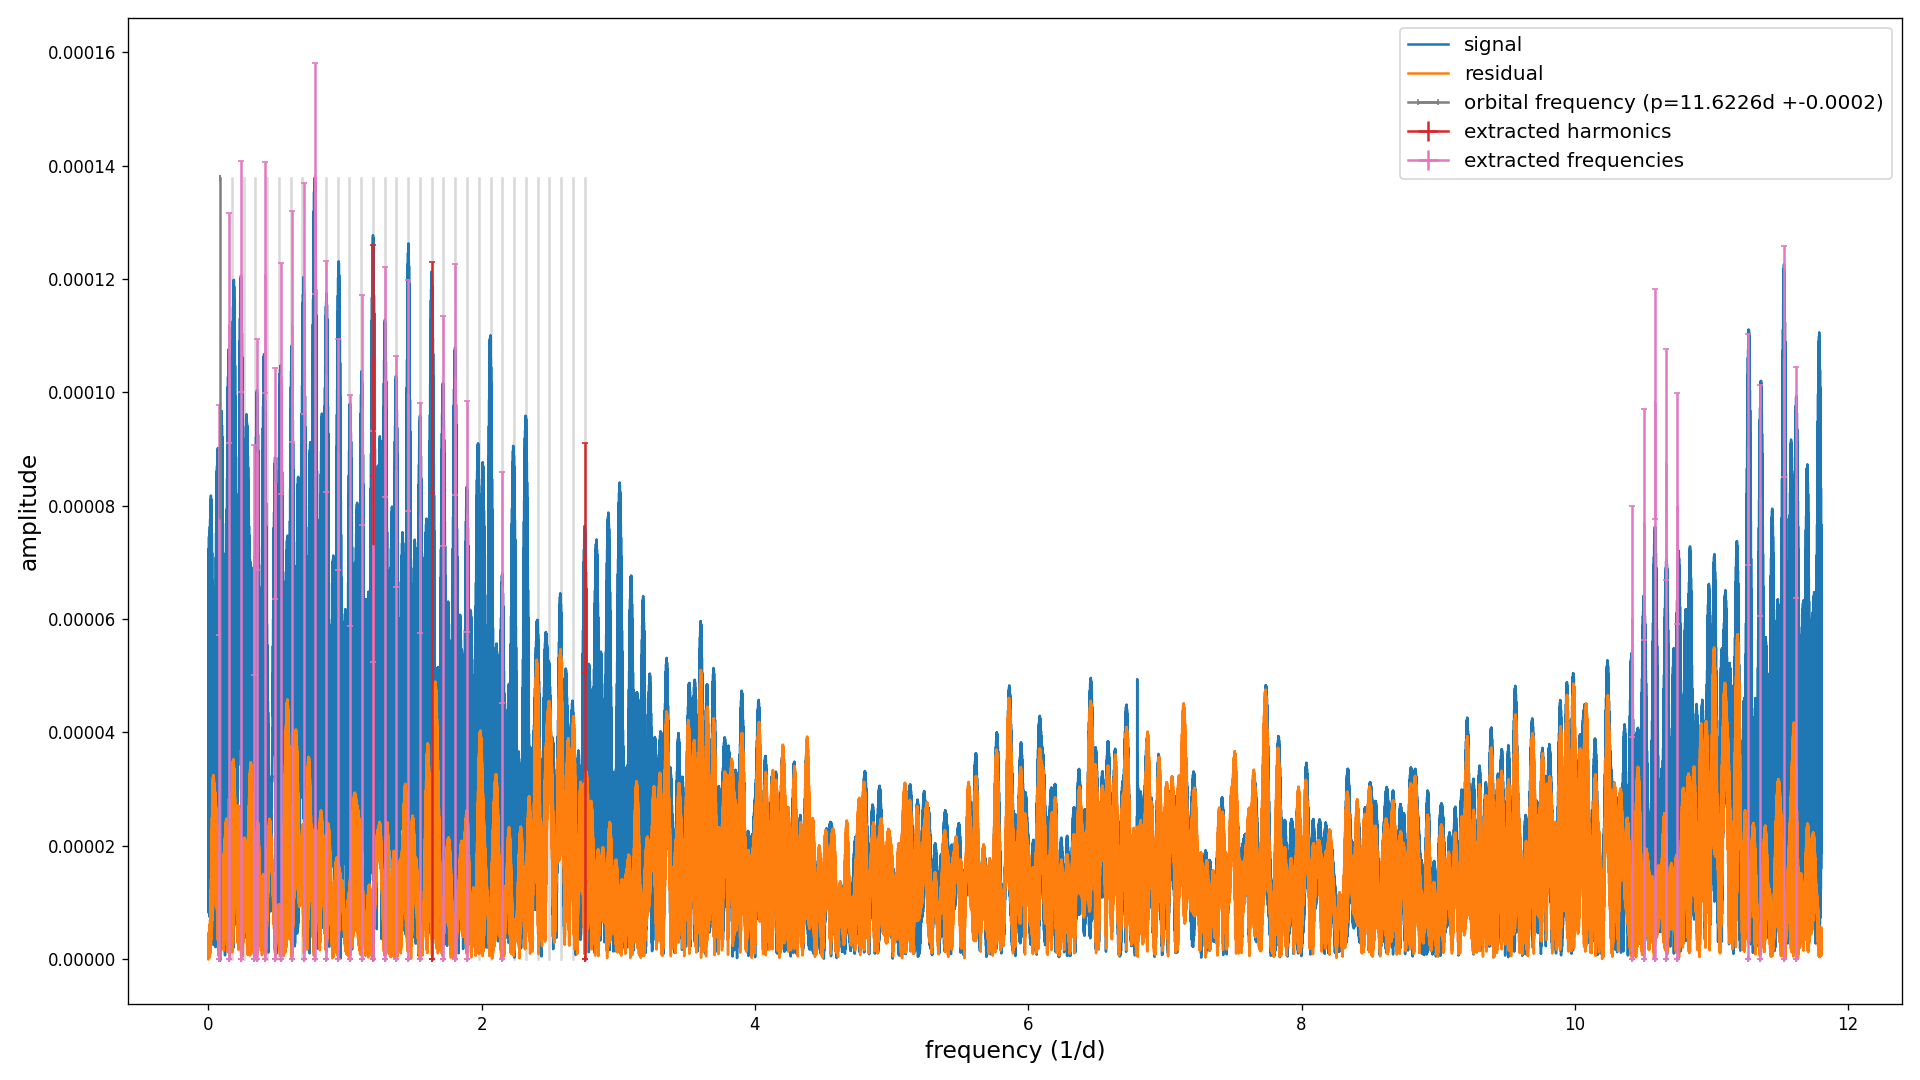 signal
residual
orbital frequency (p=11.6226d +-0.0002)
extracted harmonics
extracted frequencies
amplitude
0.00016
0.00014
0.00012
0.00010
0.00008
0.00006
0.00004
0.00002
0.00000
0 2 4 6 8 10 12
frequency (1/d)